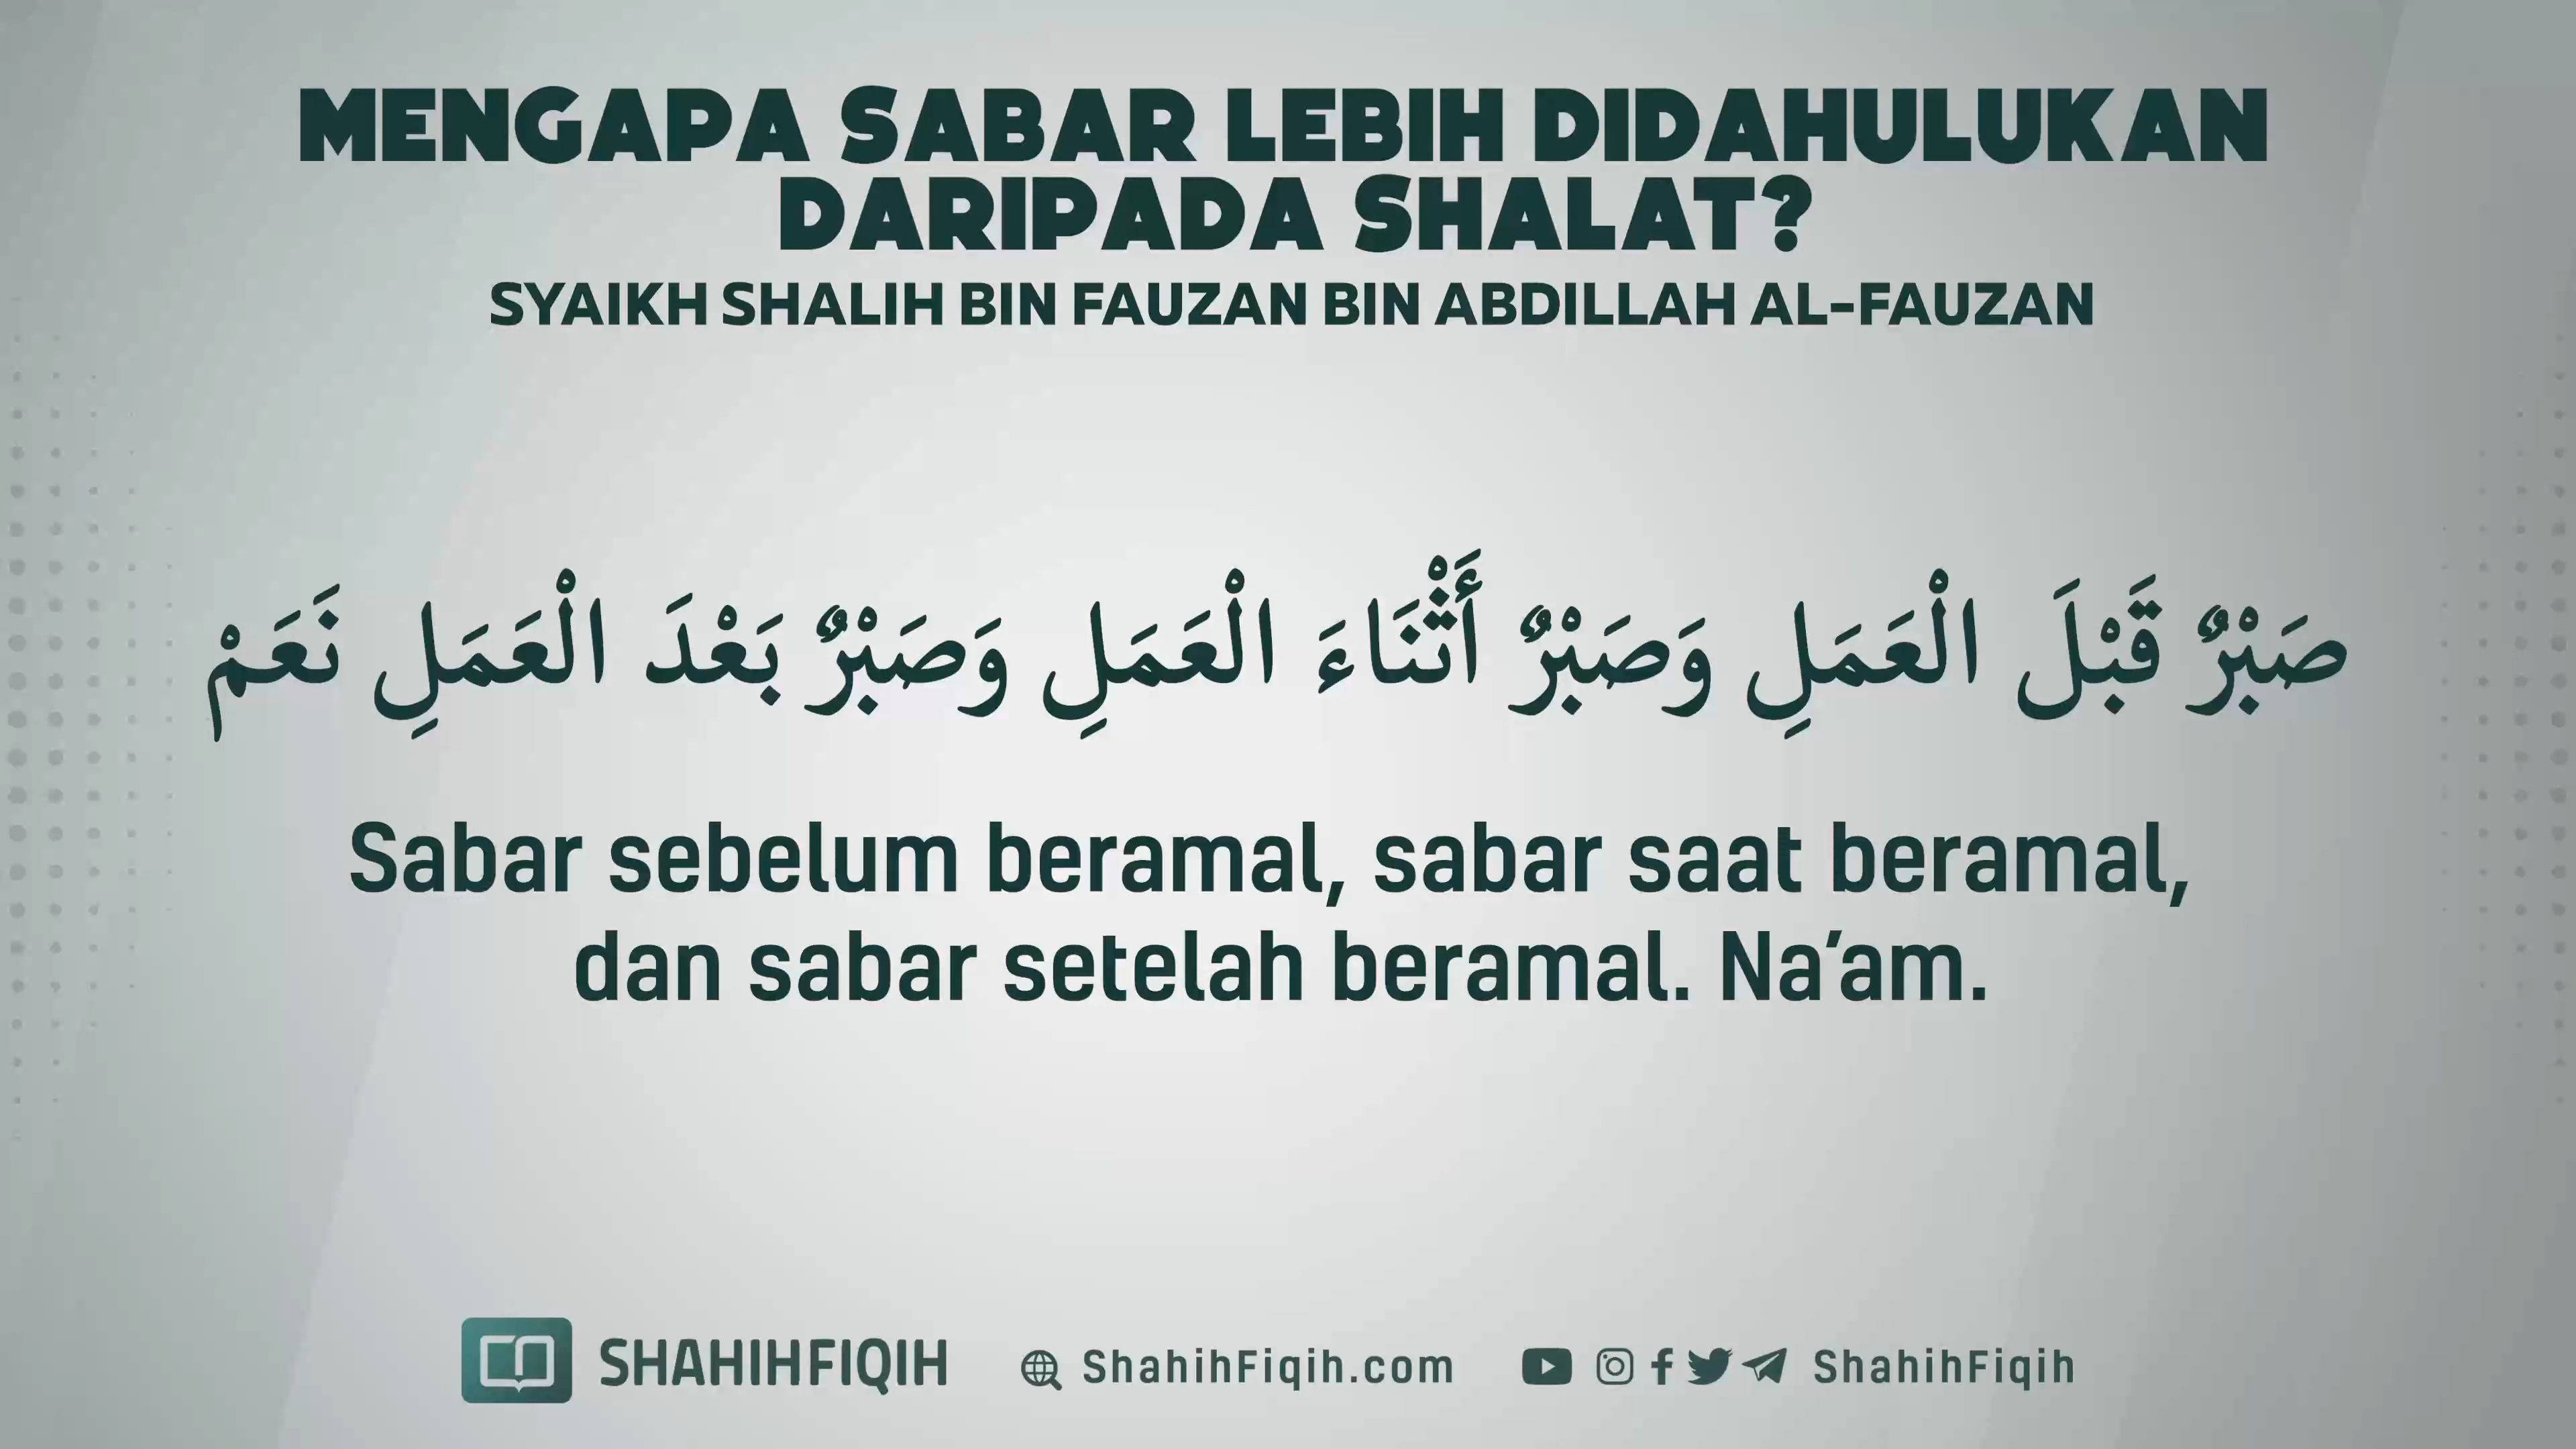 MENGAPA SABAR LEBIH DIDAHULUKAN
DARIPADA SHALAT?
SYAIKH SHALIH BIN FAUZAN BIN ABDILLAH AL-FAUZAN
صَبْرٌ قَبْلَ الْعَمَلِ وَصَبْرٌ أَثْنَاءَ الْعَمَلِ وَصَبْرٌ بَعْدَ الْعَمَلِ نَعَمْ
Sabar sebelum beramal, sabar saat beramal,
dan sabar setelah beramal. Na’am.
SHAHIHFIQIH ShahihFiqih.com ShahihFiqih